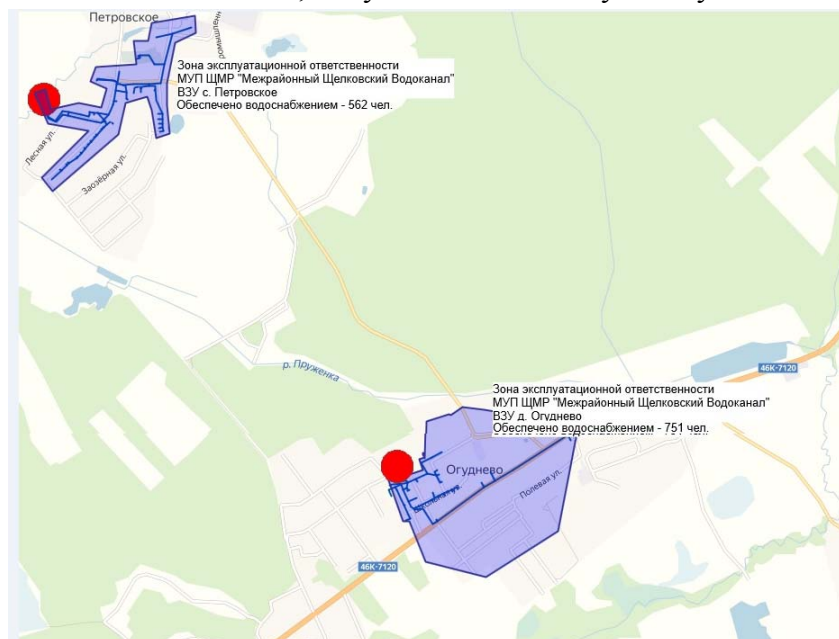 Петровское
Зона эксплуатационной ответственности
МУП ЩМР "Межрайонный Щелковский Водоканал"
ВЗУ с. Петровское
Обеспечено водоснабжением - 562 чел.
Лесная ул.
Заозёрная ул.
р. Пруженка
46К-7120
Зона эксплуатационной ответственности
МУП ЩМР "Межрайонный Щелковский Водоканал"
ВЗУ д. Огуднево
Обеспечено водоснабжением - 751 чел.
Огуднево
Полевая ул.
46К-7120